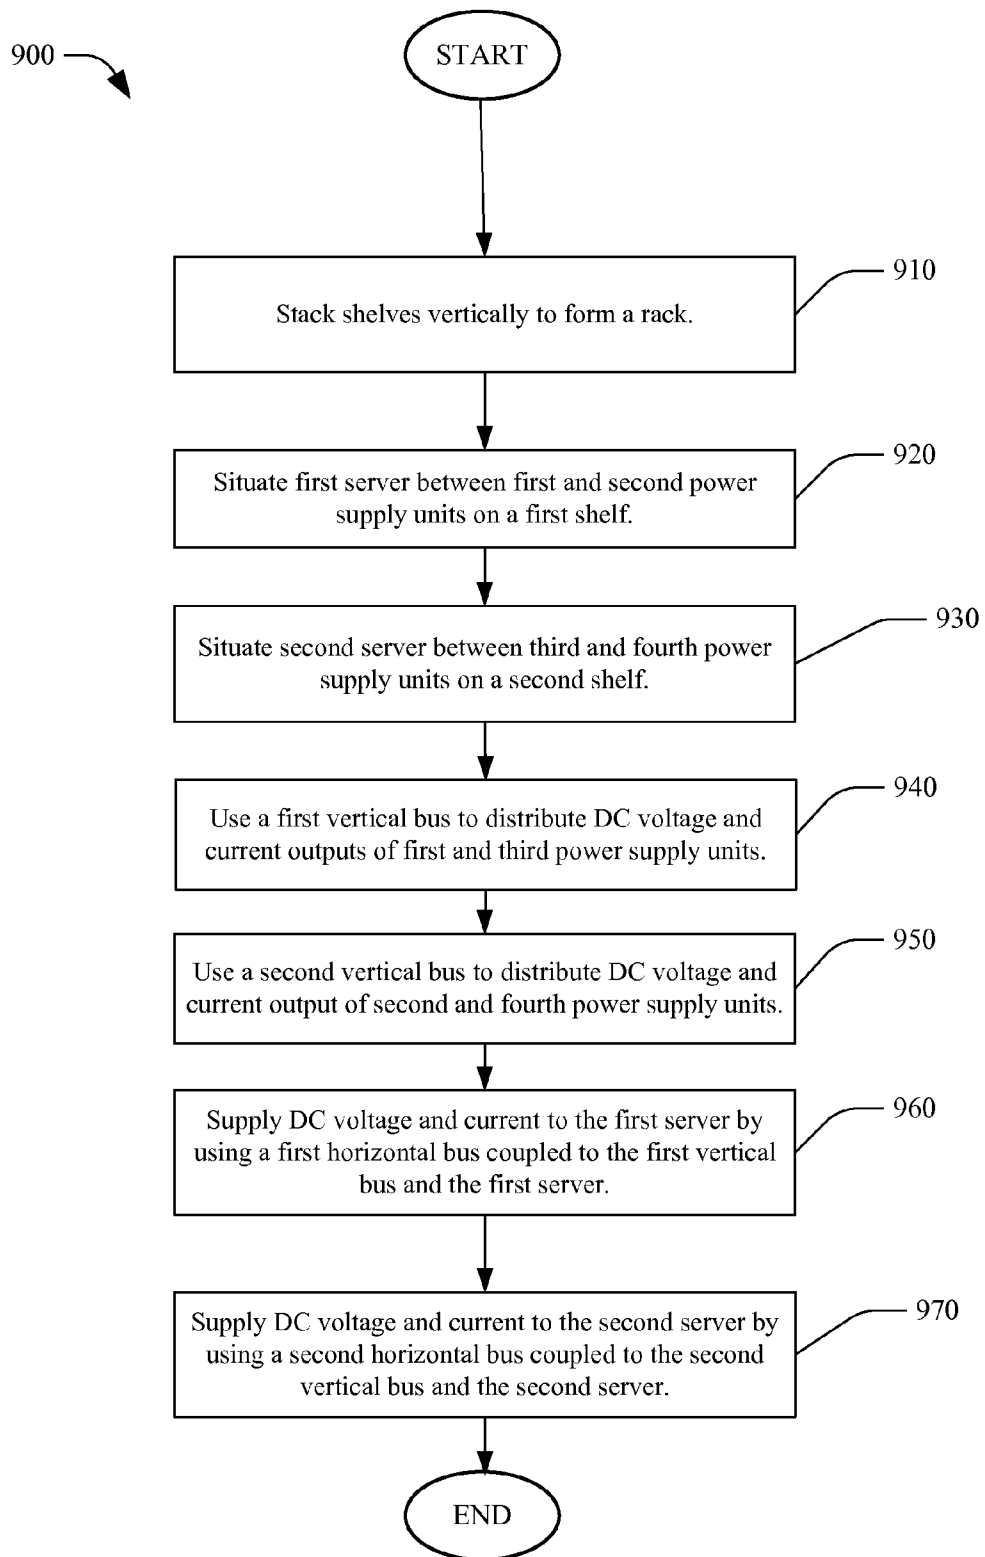 900
START
910
Stack shelves vertically to form a rack.
920
Situate first server between first and second power
supply units on a first shelf.
930
Situate second server between third and fourth power
supply units on a second shelf.
940
Use a first vertical bus to distribute DC voltage and
current outputs of first and third power supply units.
950
Use a second vertical bus to distribute DC voltage and
current output of second and fourth power supply units.
960
Supply DC voltage and current to the first server by
using a first horizontal bus coupled to the first vertical
bus and the first server.
970
Supply DC voltage and current to the second server by
using a second horizontal bus coupled to the second
vertical bus and the second server.
END